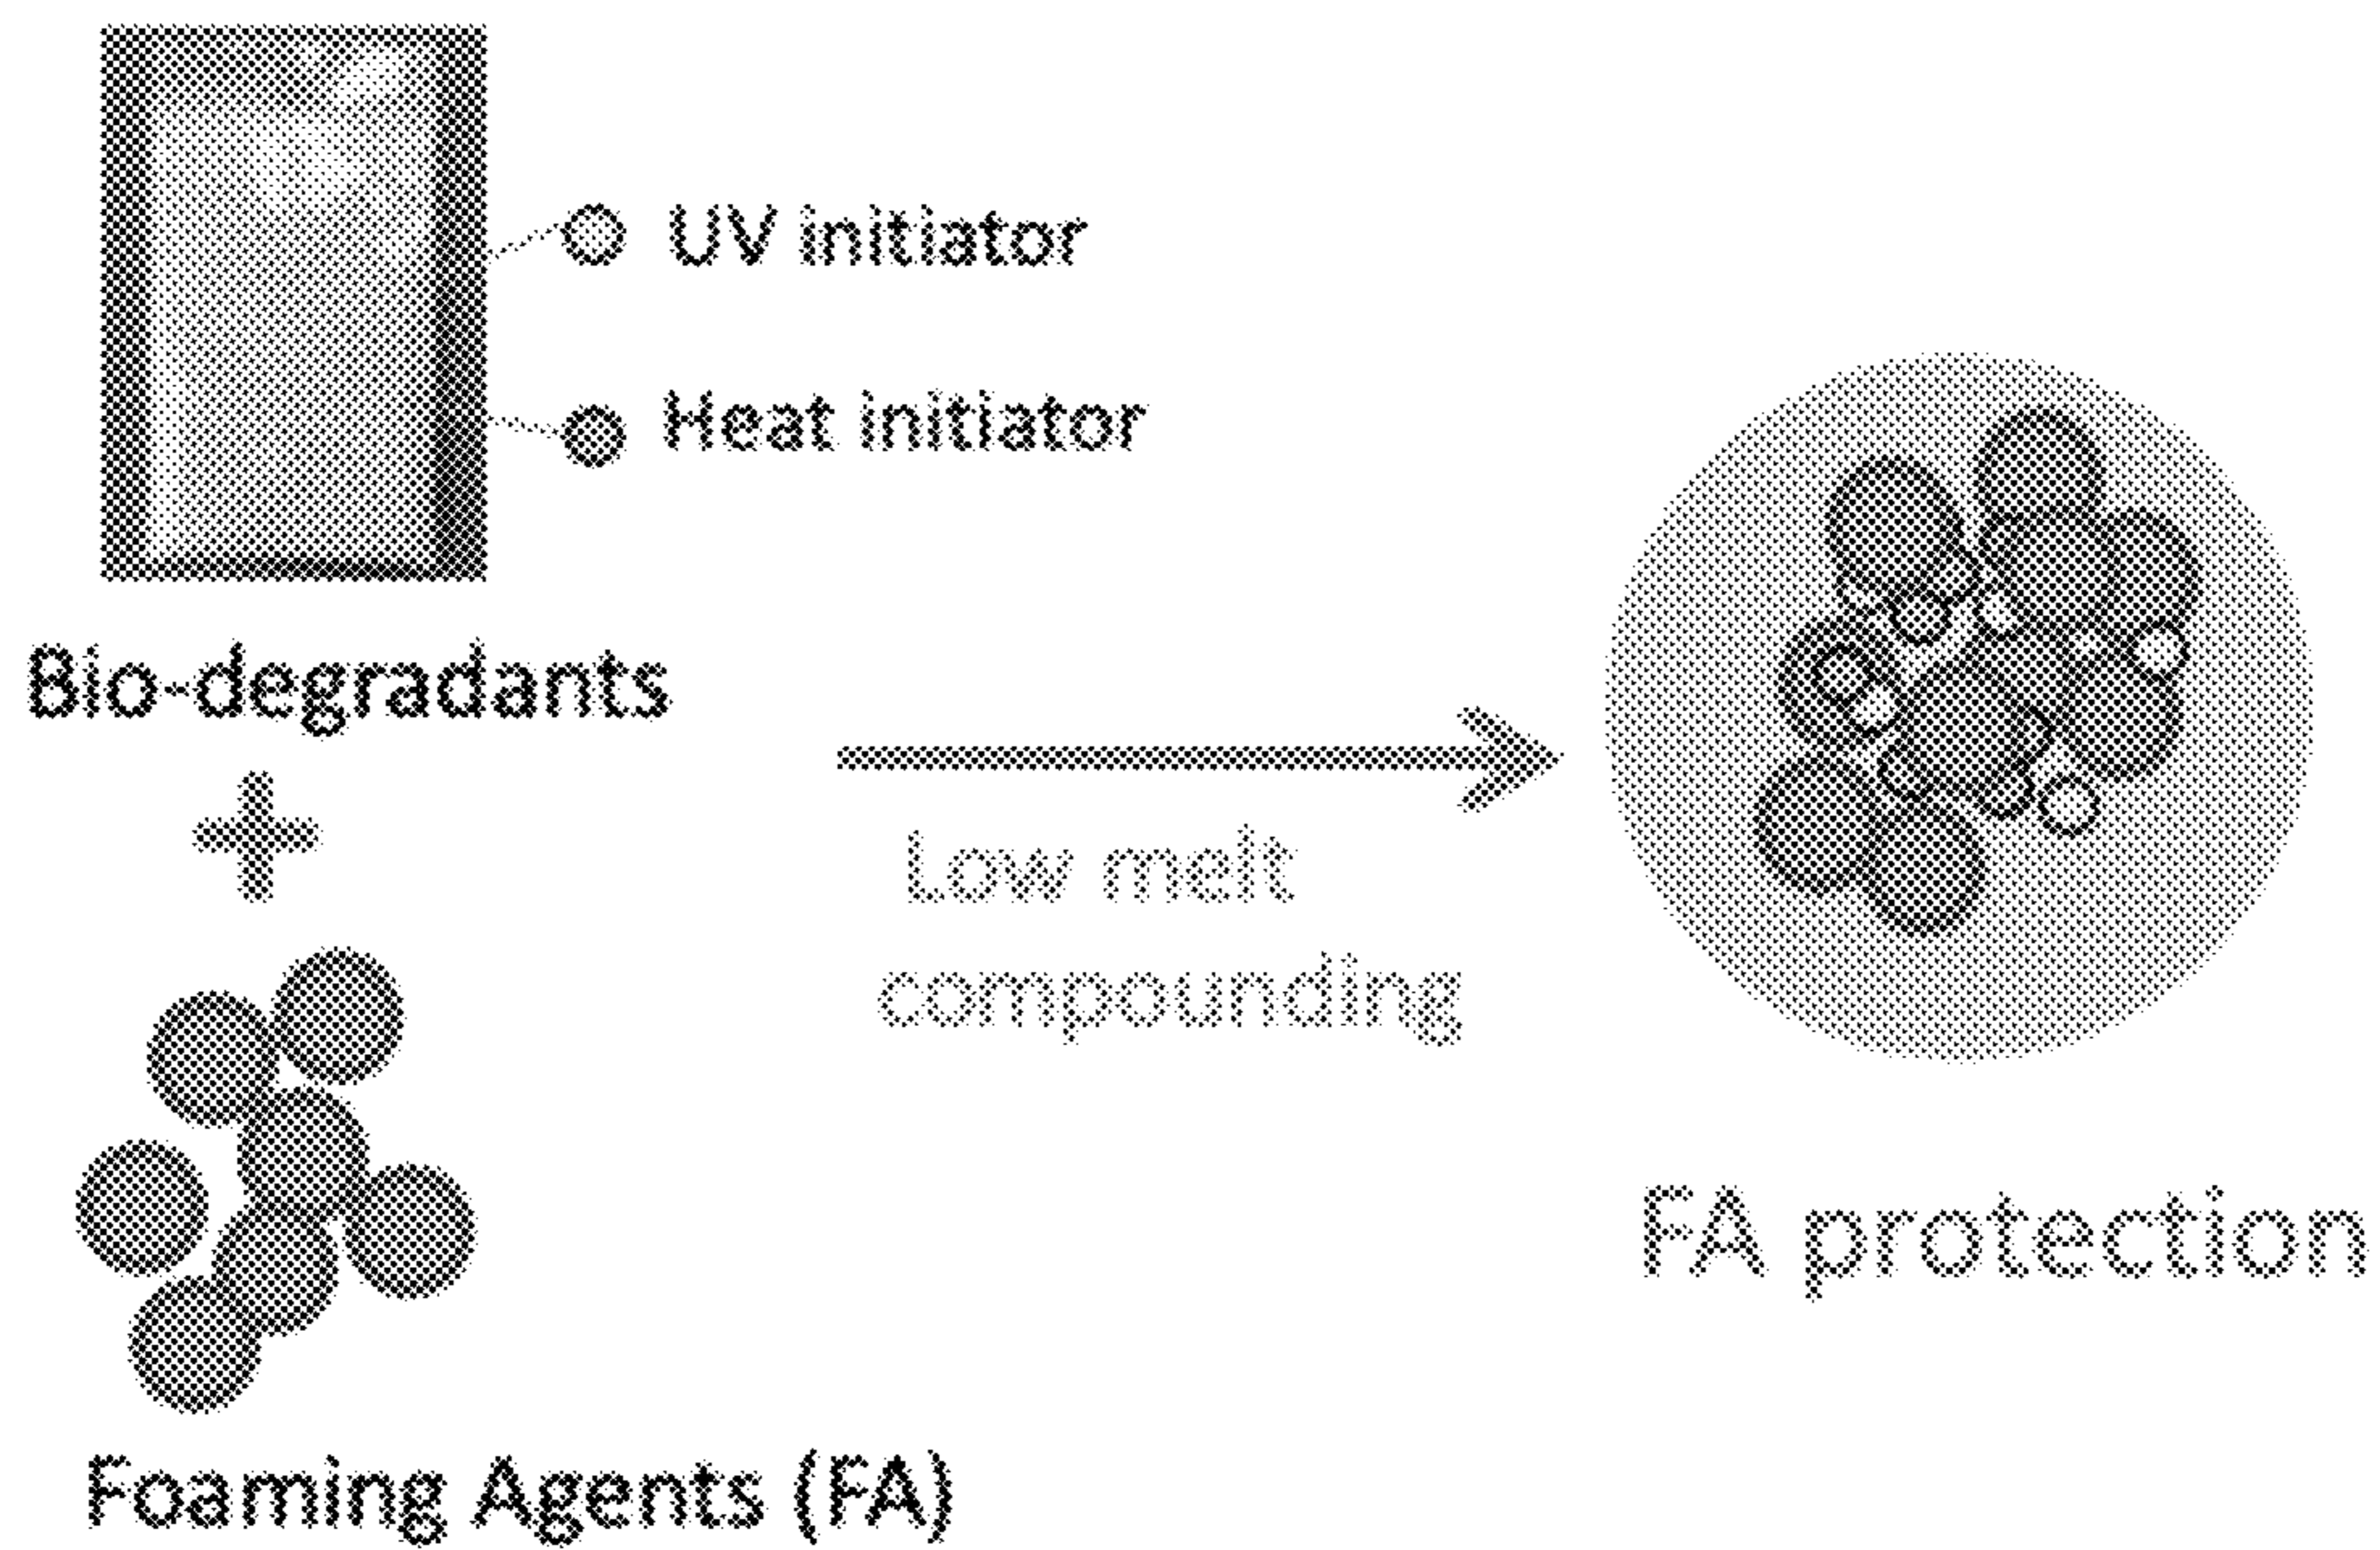 UV initiator
Heat initiator
Bio-degradants
+
Low melt
compounding
FA protection
Foaming Agents (FA)